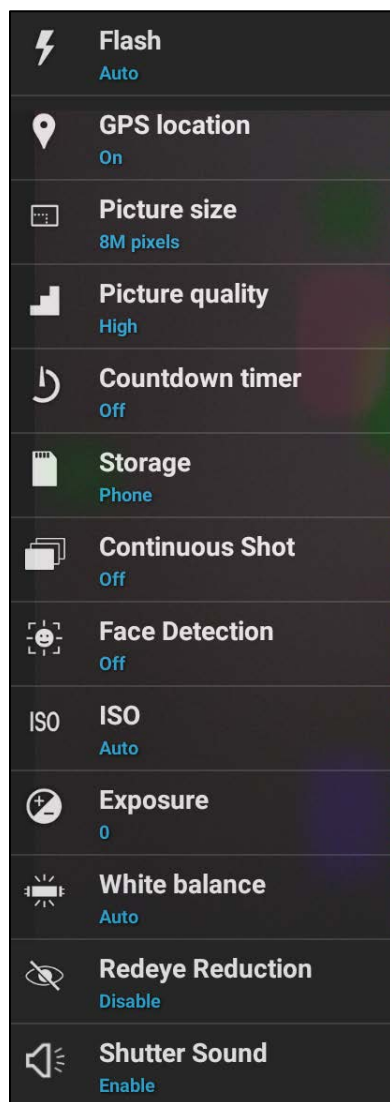 Flash
Auto
GPS location
On
Picture size
8M pixels
Picture quality
High
Countdown timer
Off
Storage
Phone
Continuous Shot
Off
Face Detection
Off
ISO ISO
Auto
Exposure
0
White balance
Auto
Redeye Reduction
Disable
Shutter Sound
Enable